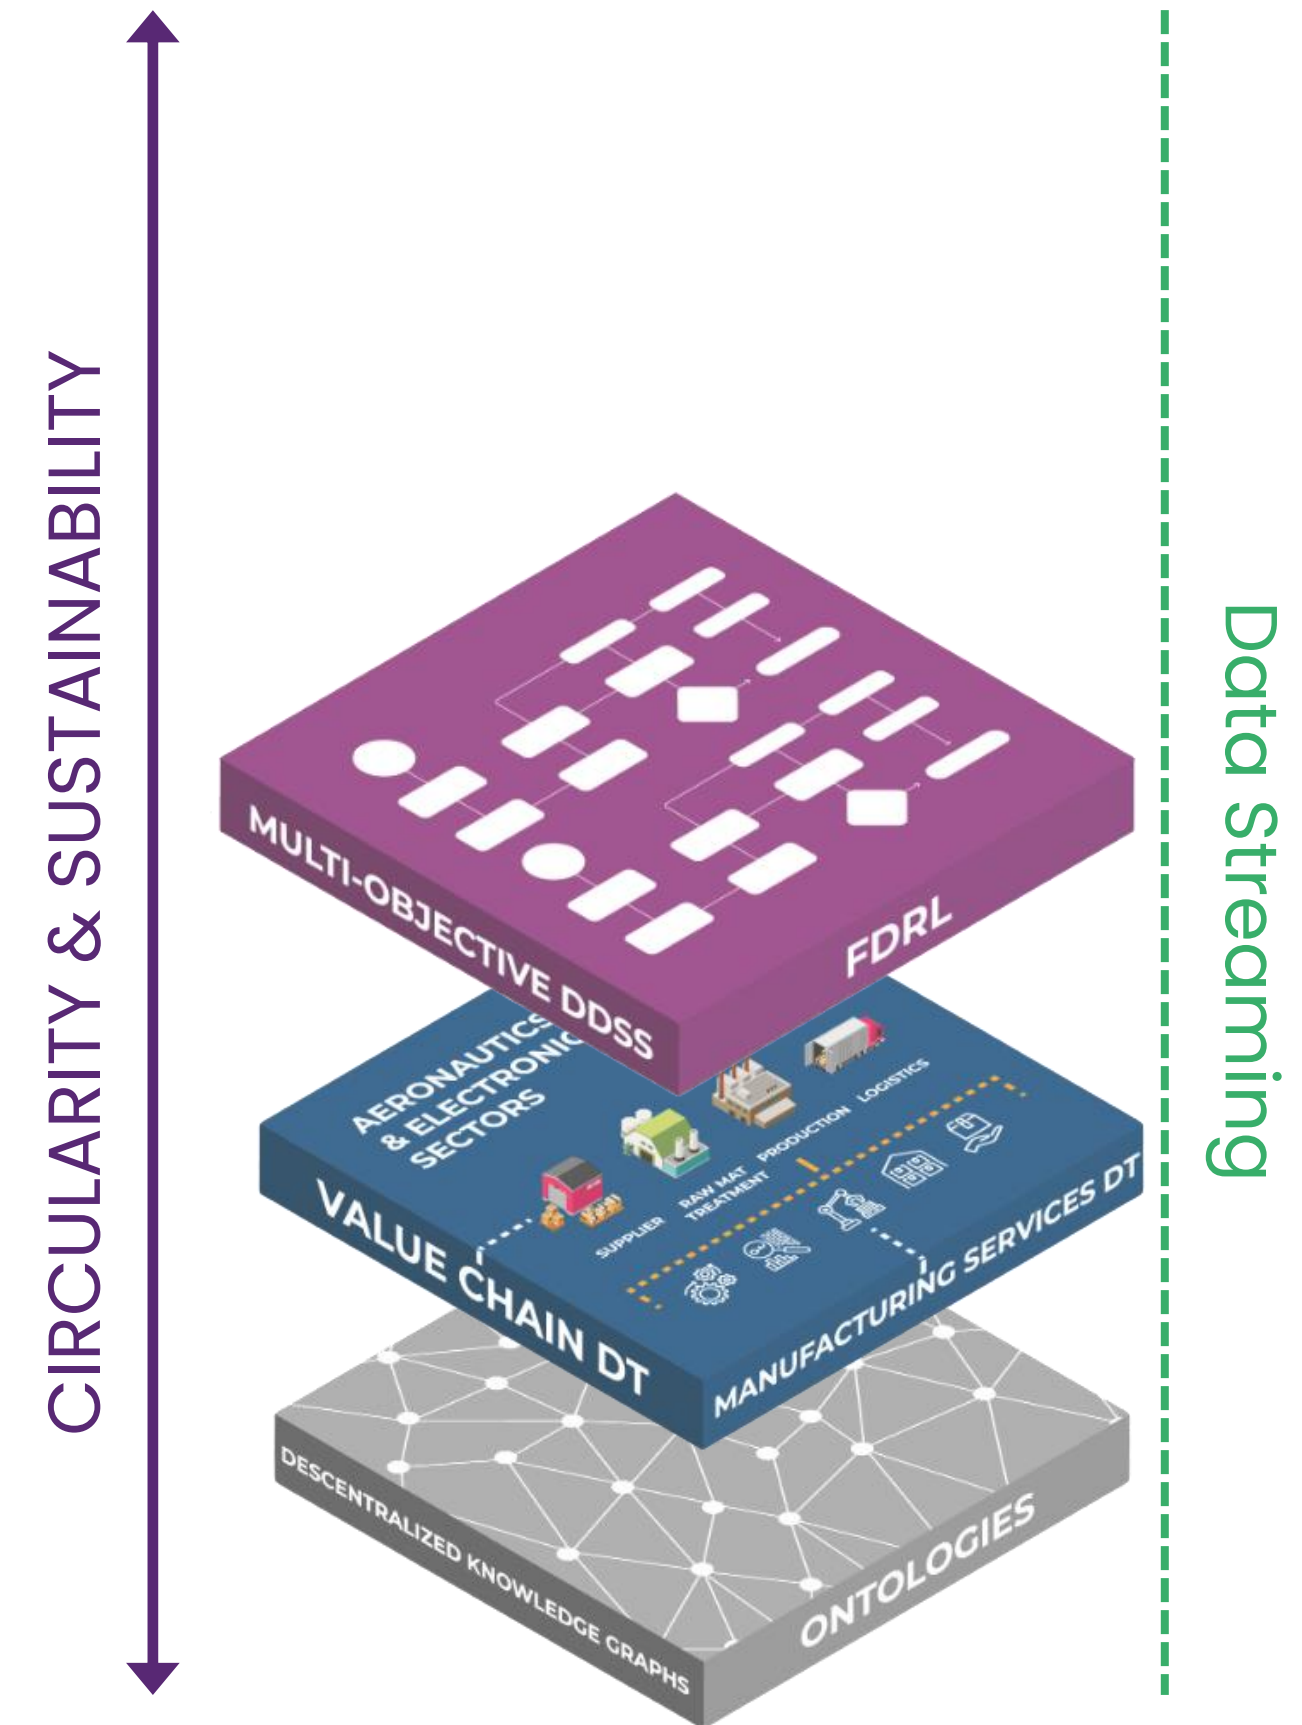 CIRCULARITY & SUSTAINABILITY
MULTI-OBJECTIVE DDSS
FDRL
AERONAUTICS
& ELECTRONIC
SECTORS
SUPPLIER
RAW MAT
TREATMENT
PRODUCTION
LOGISTICS
VALUE CHAIN DT
MANUFACTURING SERVICES DT
DESCENTRALIZED KNOWLEDGE GRAPHS
ONTOLOGIES
Data Streaming